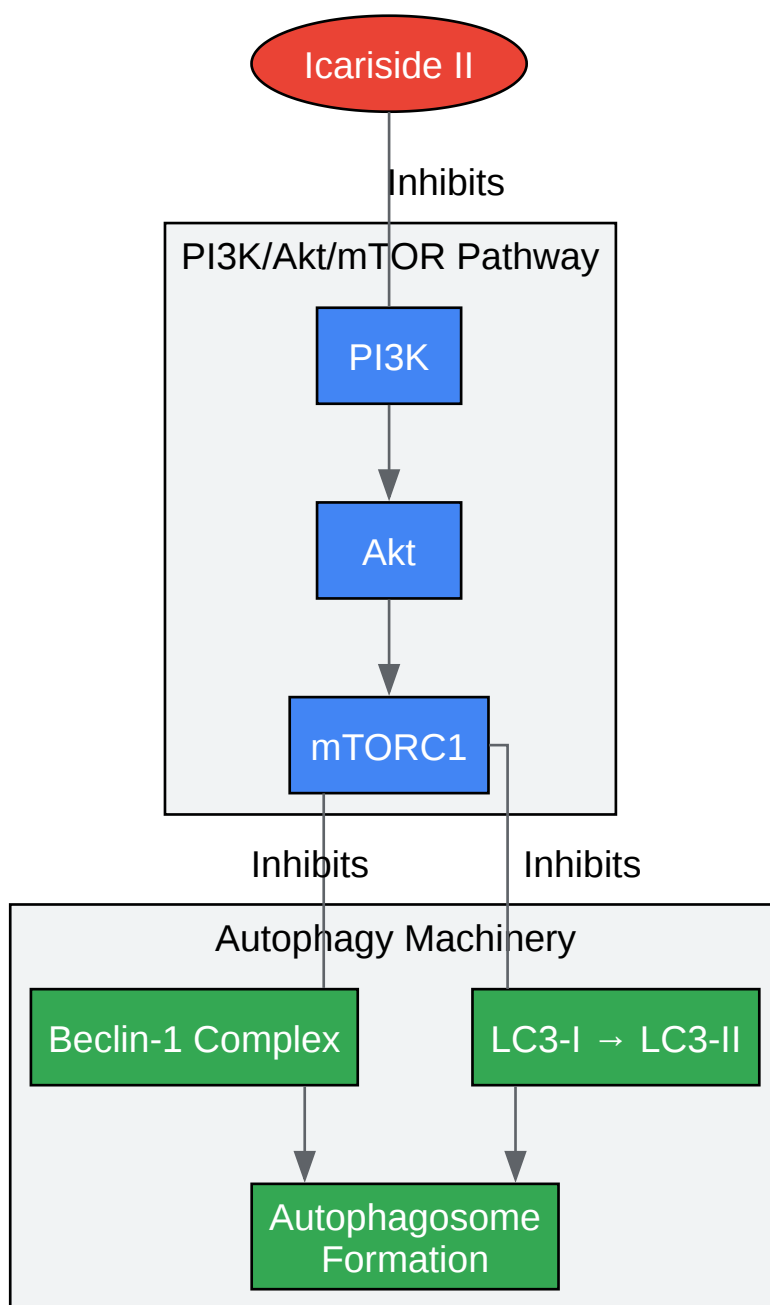 Icariside II
Inhibits
PI3K/Akt/mTOR Pathway
PI3K
Akt
mTORC1
Inhibits
Inhibits
Autophagy Machinery
Beclin-1 Complex
LC3-I → LC3-II
Autophagosome
Formation